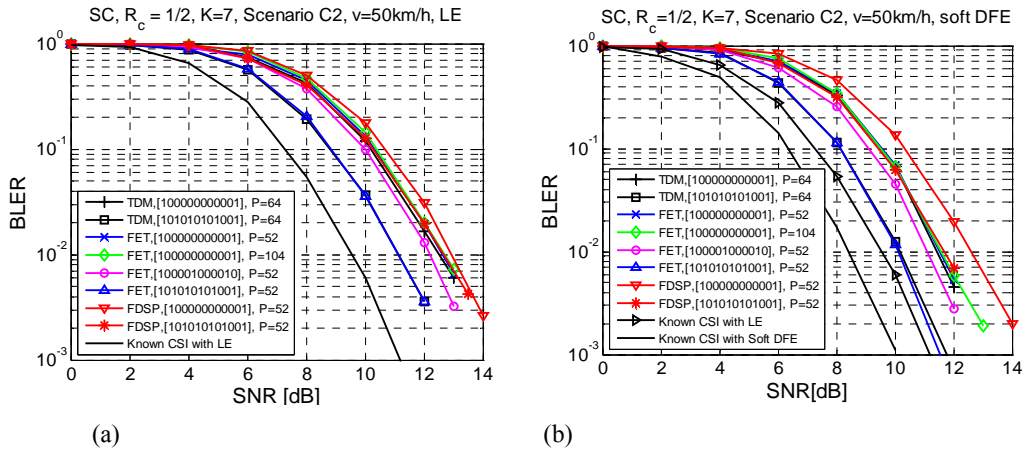 SC, R_c = 1/2, K=7, Scenario C2, v=50km/h, LE
10^0
10^-1
10^-2
10^-3
BLER
TDM,[100000000001], P=64
TDM,[101010101001], P=64
FET,[100000000001], P=52
FET,[100000000001], P=104
FET,[100001000010], P=52
FET,[101010101001], P=52
FDSP,[100000000001], P=52
FDSP,[101010101001], P=52
Known CSI with LE
0 2 4 6 8 10 12 14
SNR [dB]
(a)
SC, R_c=1/2, K=7, Scenario C2, v=50km/h, soft DFE
10^0
10^-1
10^-2
10^-3
BLER
TDM,[100000000001], P=64
TDM,[101010101001], P=64
FET,[100000000001], P=52
FET,[100000000001], P=104
FET,[100001000010], P=52
FET,[101010101001], P=52
FDSP,[100000000001], P=52
FDSP,[101010101001], P=52
Known CSI with LE
Known CSI with Soft DFE
0 2 4 6 8 10 12 14
SNR[dB]
(b)